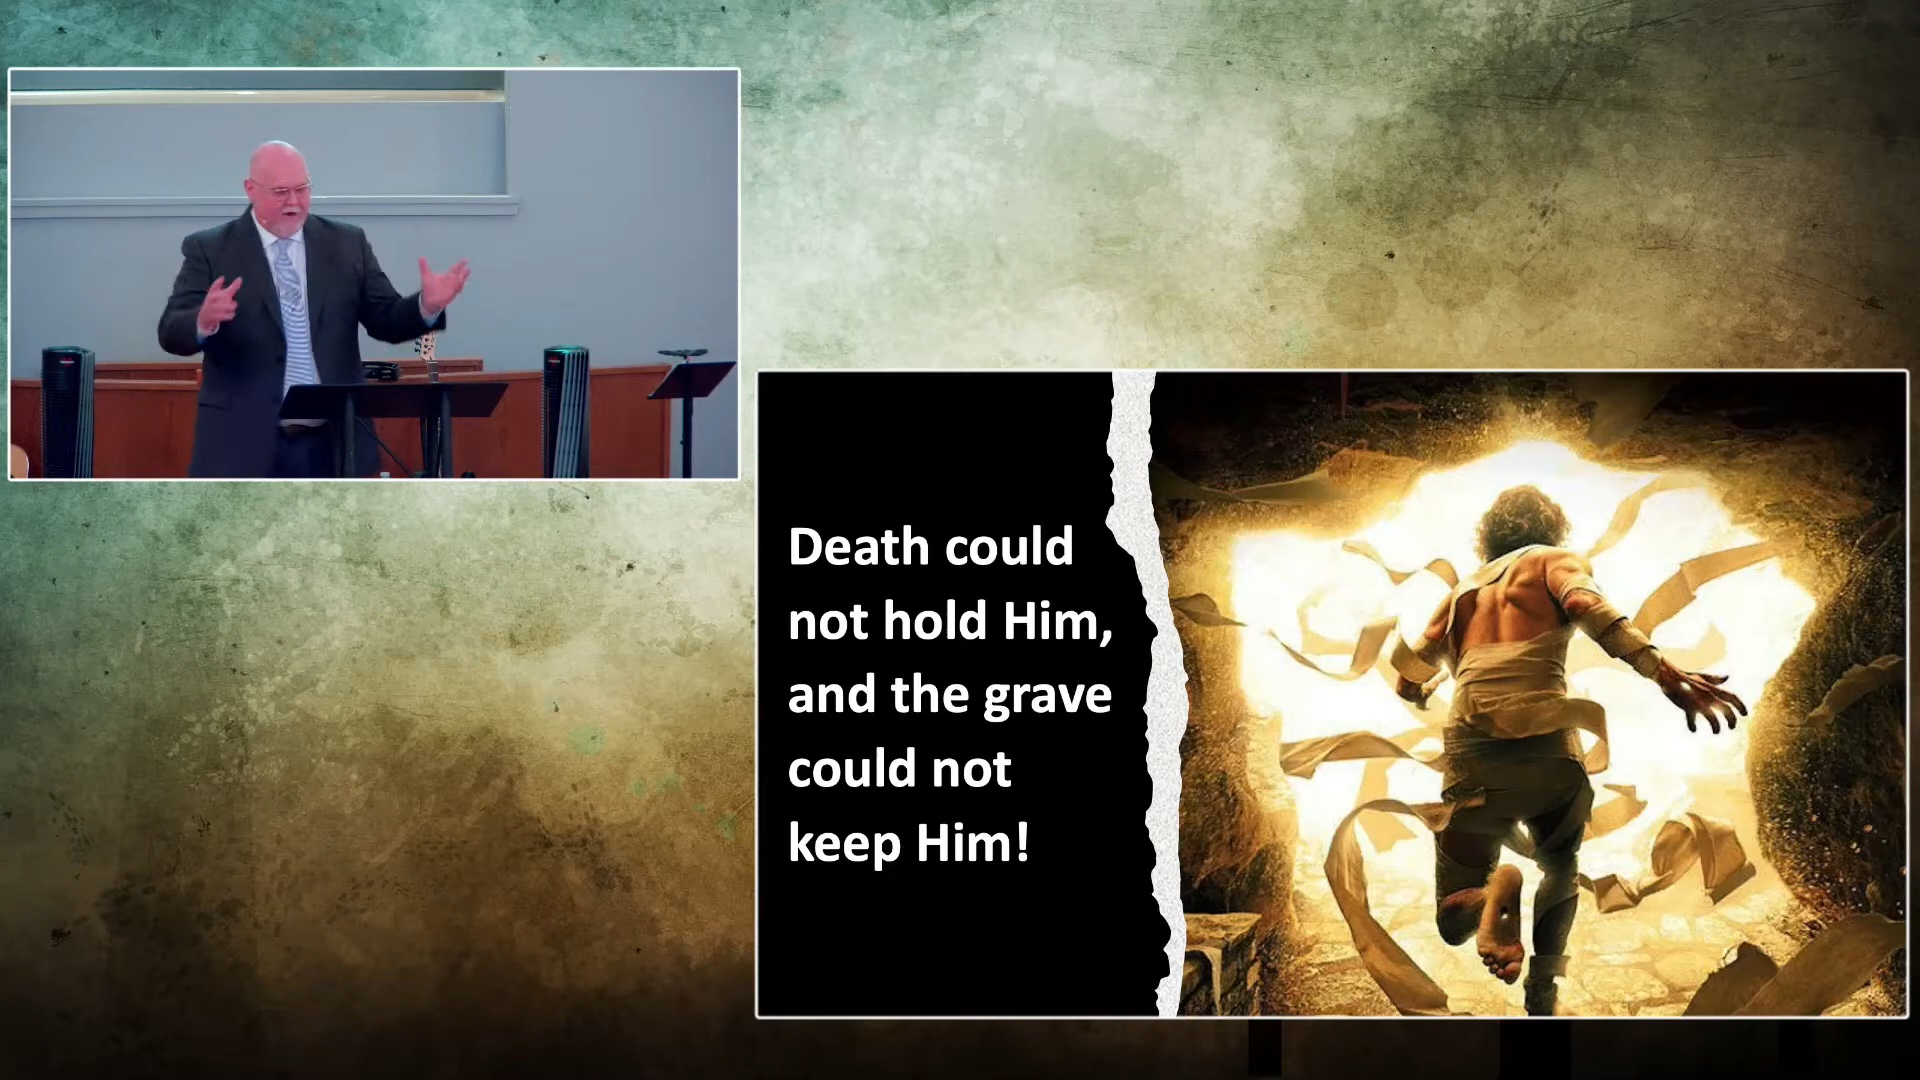 Death could
not hold Him,
and the grave
could not
keep Him!